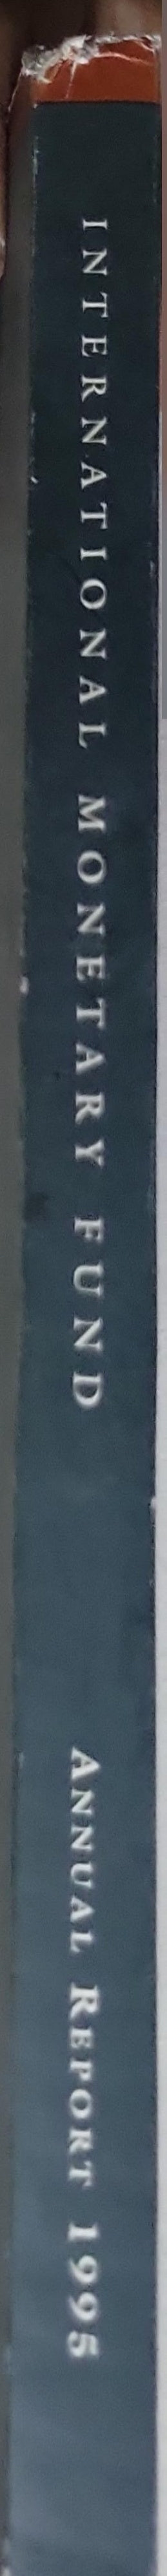 INTERNATIONAL MONETARY FUND
ANNUAL REPORT 1995